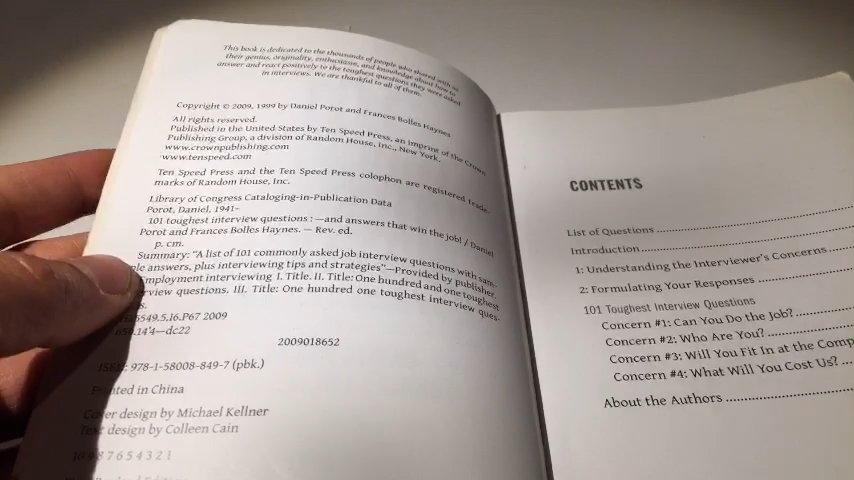 This book is dedicated to the thousands of people who shared with us
their genius, originality, enthusiasm, and knowledge about how to
answer and react positively to the toughest questions they were asked
in interviews. We are thankful to all of them.
Copyright © 2009, 1999 by Daniel Porot and Frances Bolles Haynes
All rights reserved.
Published in the United States by Ten Speed Press, an imprint of the Crown
Publishing Group, a division of Random House, Inc., New York.
www.crownpublishing.com
www.tenspeed.com
Ten Speed Press and the Ten Speed Press colophon are registered trade-
marks of Random House, Inc.
Library of Congress Cataloging-in-Publication Data
Porot, Daniel, 1941–
101 toughest interview questions : —and answers that win the job! / Daniel
Porot and Frances Bolles Haynes. — Rev. ed.
p. cm.
Summary: "A list of 101 commonly asked job interview questions with sam-
ple answers, plus interviewing tips and strategies"—Provided by publisher.
Employment interviewing I. Title. II. Title: One hundred and one toughest
interview questions. III. Title: One hundred one toughest interview ques-
s.
5549.5.I6.P67 2009
650.14'4—dc22
2009018652
ISBN: 978-1-58008-849-7 (pbk.)
Printed in China
Cover design by Michael Kellner
Text design by Colleen Cain
10 9 8 7 6 5 4 3 2 1
CONTENTS
List of Questions
Introduction
1: Understanding the Interviewer's Concerns
2: Formulating Your Responses
101 Toughest Interview Questions
Concern #1: Can You Do the Job?
Concern #2: Who Are You?
Concern #3: Will You Fit In at the Comp
Concern #4: What Will You Cost Us?
About the Authors